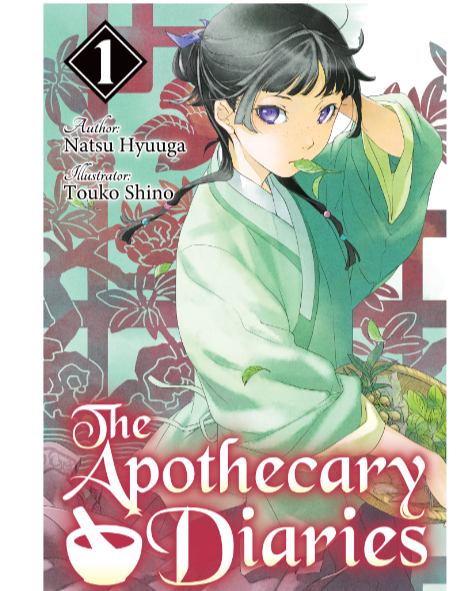 1
Author:
Natsu Hyuuga
Illustrator:
Touko Shino
The
Apothecary
Diaries